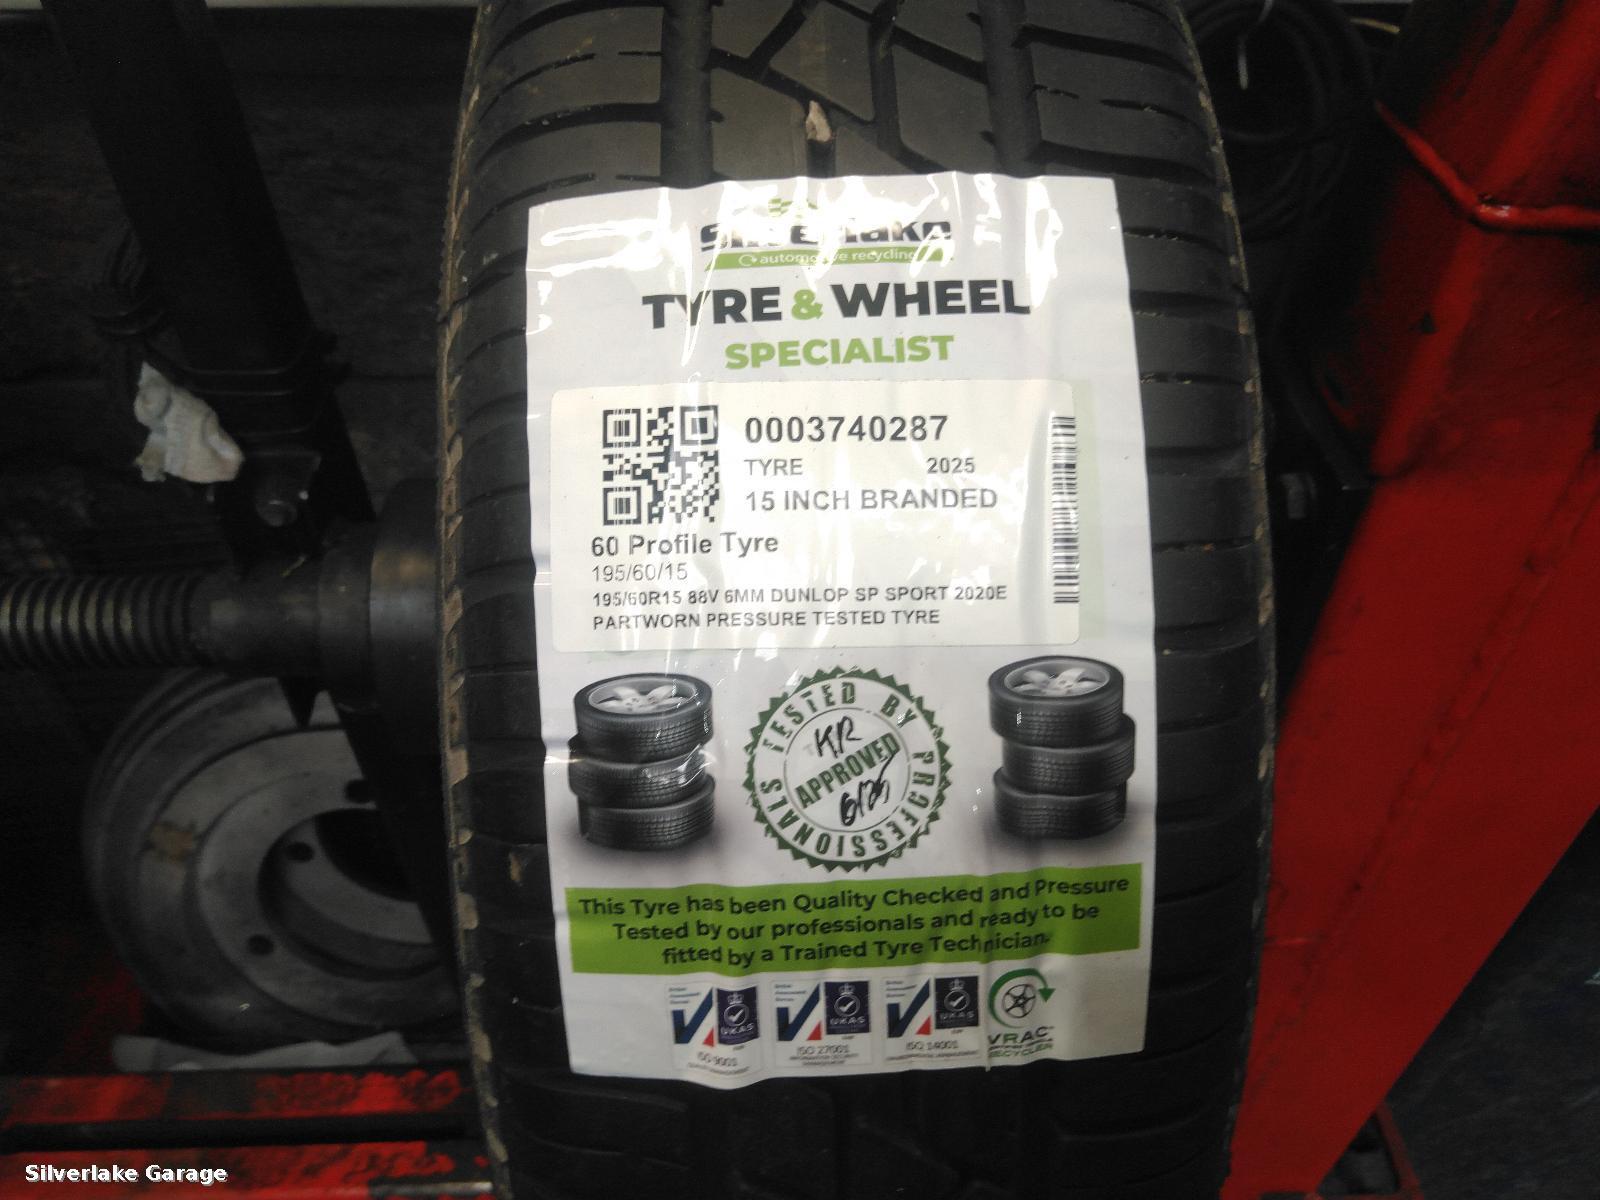 Silverlake
automotive recycling
TYRE & WHEEL
SPECIALIST
0003740287
TYRE 2025
15 INCH BRANDED
60 Profile Tyre
195/60/15
195/60R15 88V 6MM DUNLOP SP SPORT 2020E
PARTWORN PRESSURE TESTED TYRE
TESTED BY PROFESSIONALS
KR
APPROVED
6/25
This Tyre has been Quality Checked and Pressure
Tested by our professionals and ready to be
fitted by a Trained Tyre Technician.
UKAS
UKAS
UKAS
ISO 9001
ISO 27001
ISO 14001
VRAC
RECYCLER
Silverlake Garage